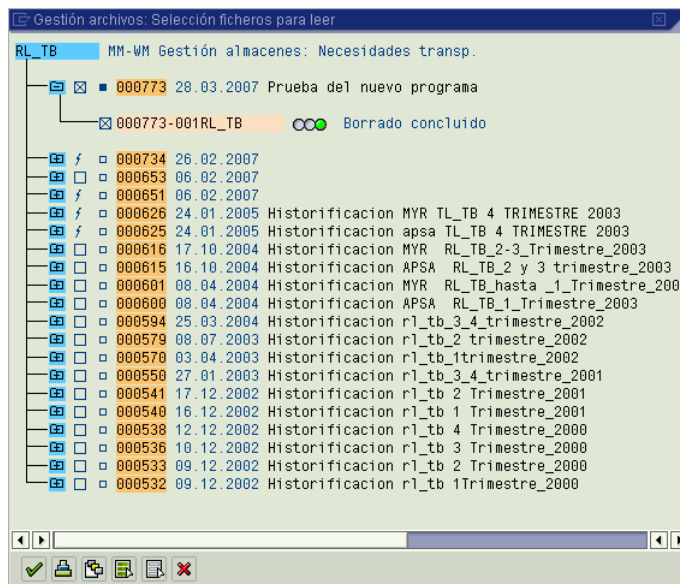 Gestión archivos: Selección ficheros para leer
RL_TB MM-WM Gestión almacenes: Necesidades transp.
000773 28.03.2007 Prueba del nuevo programa
000773-001RL_TB Borrado concluido
000734 26.02.2007
000653 06.02.2007
000651 06.02.2007
000626 24.01.2005 Historificacion MYR TL_TB 4 TRIMESTRE 2003
000625 24.01.2005 Historificacion apsa TL_TB 4 TRIMESTRE 2003
000616 17.10.2004 Historificacion MYR RL_TB_2-3_Trimestre_2003
000615 16.10.2004 Historificacion APSA RL_TB_2 y 3 trimestre_2003
000601 08.04.2004 Historificacion MYR RL_TB_hasta _1_Trimestre_200
000600 08.04.2004 Historificacion APSA RL_TB_1_Trimestre_2003
000594 25.03.2004 Historificacion rl_tb_3_4_trimestre_2002
000579 08.07.2003 Historificacion rl_tb_2 trimestre_2002
000570 03.04.2003 Historificacion rl_tb_1trimestre_2002
000550 27.01.2003 Historificacion rl_tb_3_4_trimestre_2001
000541 17.12.2002 Historificacion rl_tb 2 Trimestre_2001
000540 16.12.2002 Historificacion rl_tb 1 Trimestre_2001
000538 12.12.2002 Historificacion rl_tb 4 Trimestre_2000
000536 10.12.2002 Historificacion rl_tb 3 Trimestre_2000
000533 09.12.2002 Historificacion rl_tb 2 Trimestre_2000
000532 09.12.2002 Historificacion rl_tb 1Trimestre_2000